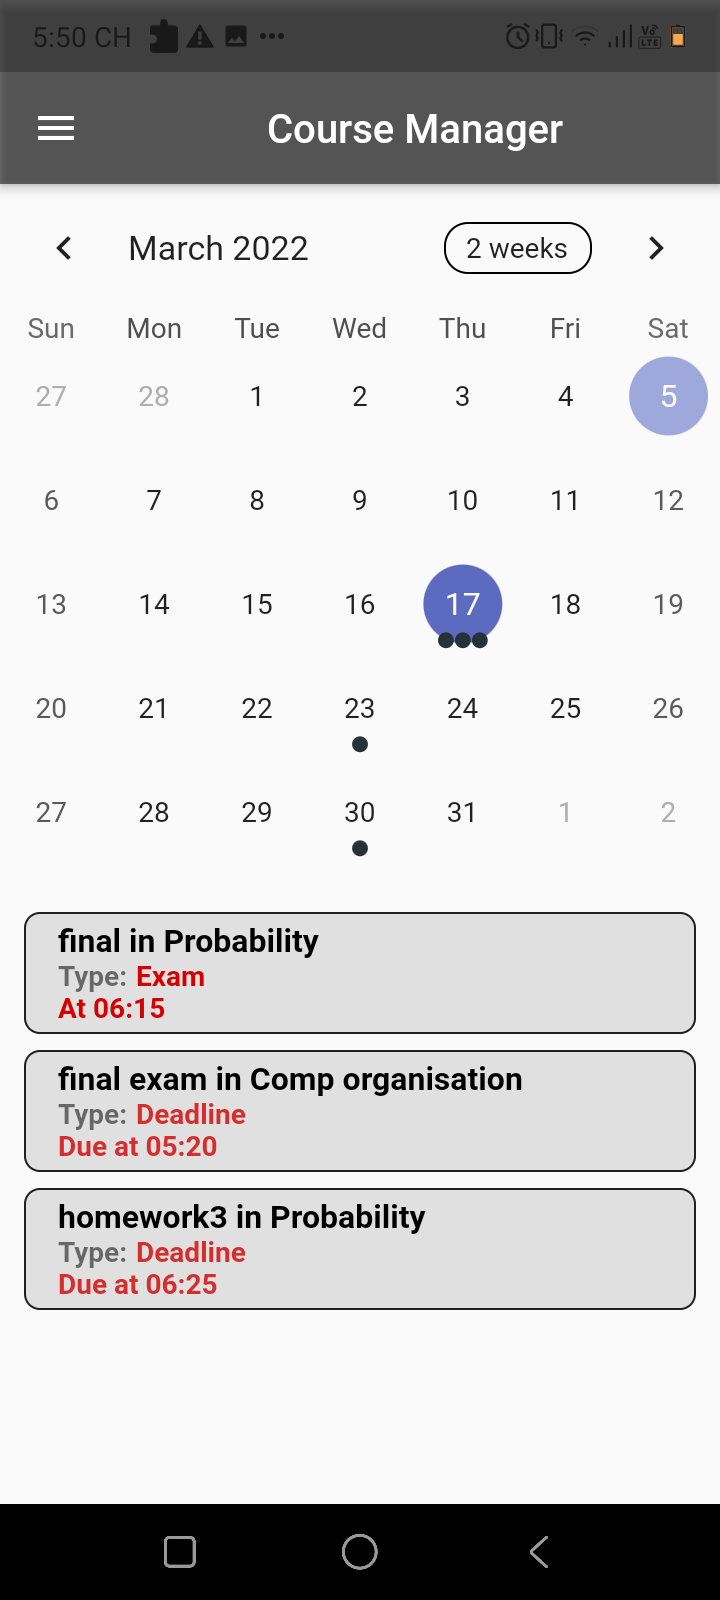 5:50 CH
Vo LTE
Course Manager
March 2022 2 weeks
Sun Mon Tue Wed Thu Fri Sat
27 28 1 2 3 4 5
6 7 8 9 10 11 12
13 14 15 16 17 18 19
20 21 22 23 24 25 26
27 28 29 30 31 1 2
final in Probability
Type: Exam
At 06:15
final exam in Comp organisation
Type: Deadline
Due at 05:20
homework3 in Probability
Type: Deadline
Due at 06:25